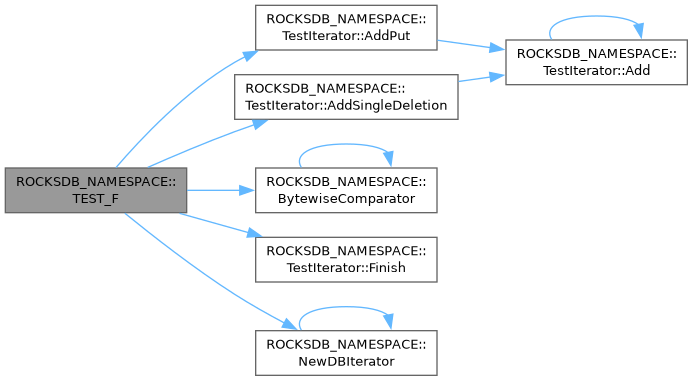 ROCKSDB_NAMESPACE::
TestIterator::AddPut
ROCKSDB_NAMESPACE::
TestIterator::Add
ROCKSDB_NAMESPACE::
TestIterator::AddSingleDeletion
ROCKSDB_NAMESPACE::
TEST_F
ROCKSDB_NAMESPACE::
BytewiseComparator
ROCKSDB_NAMESPACE::
TestIterator::Finish
ROCKSDB_NAMESPACE::
NewDBIterator